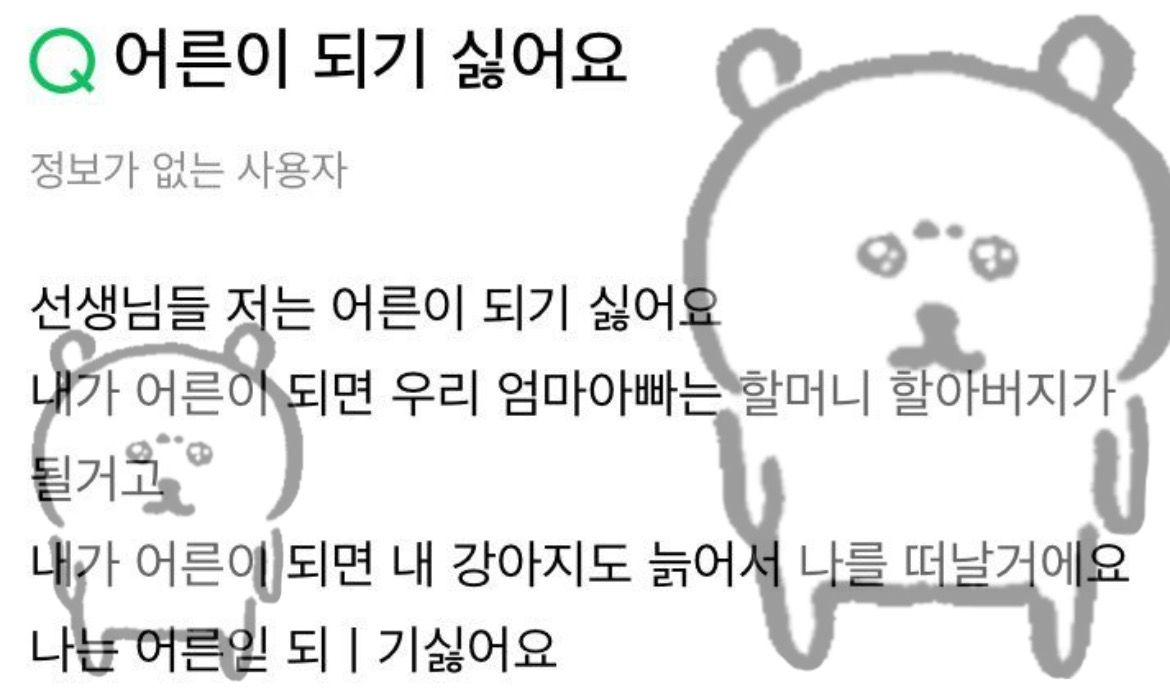 Q 어른이 되기 싫어요
정보가 없는 사용자
선생님들 저는 어른이 되기 싫어요
내가 어른이 되면 우리 엄마아빠는 할머니 할아버지가
될거고
내가 어른이 되면 내 강아지도 늙어서 나를 떠날거에요
나는 어른읻 되ㅣ기싫어요